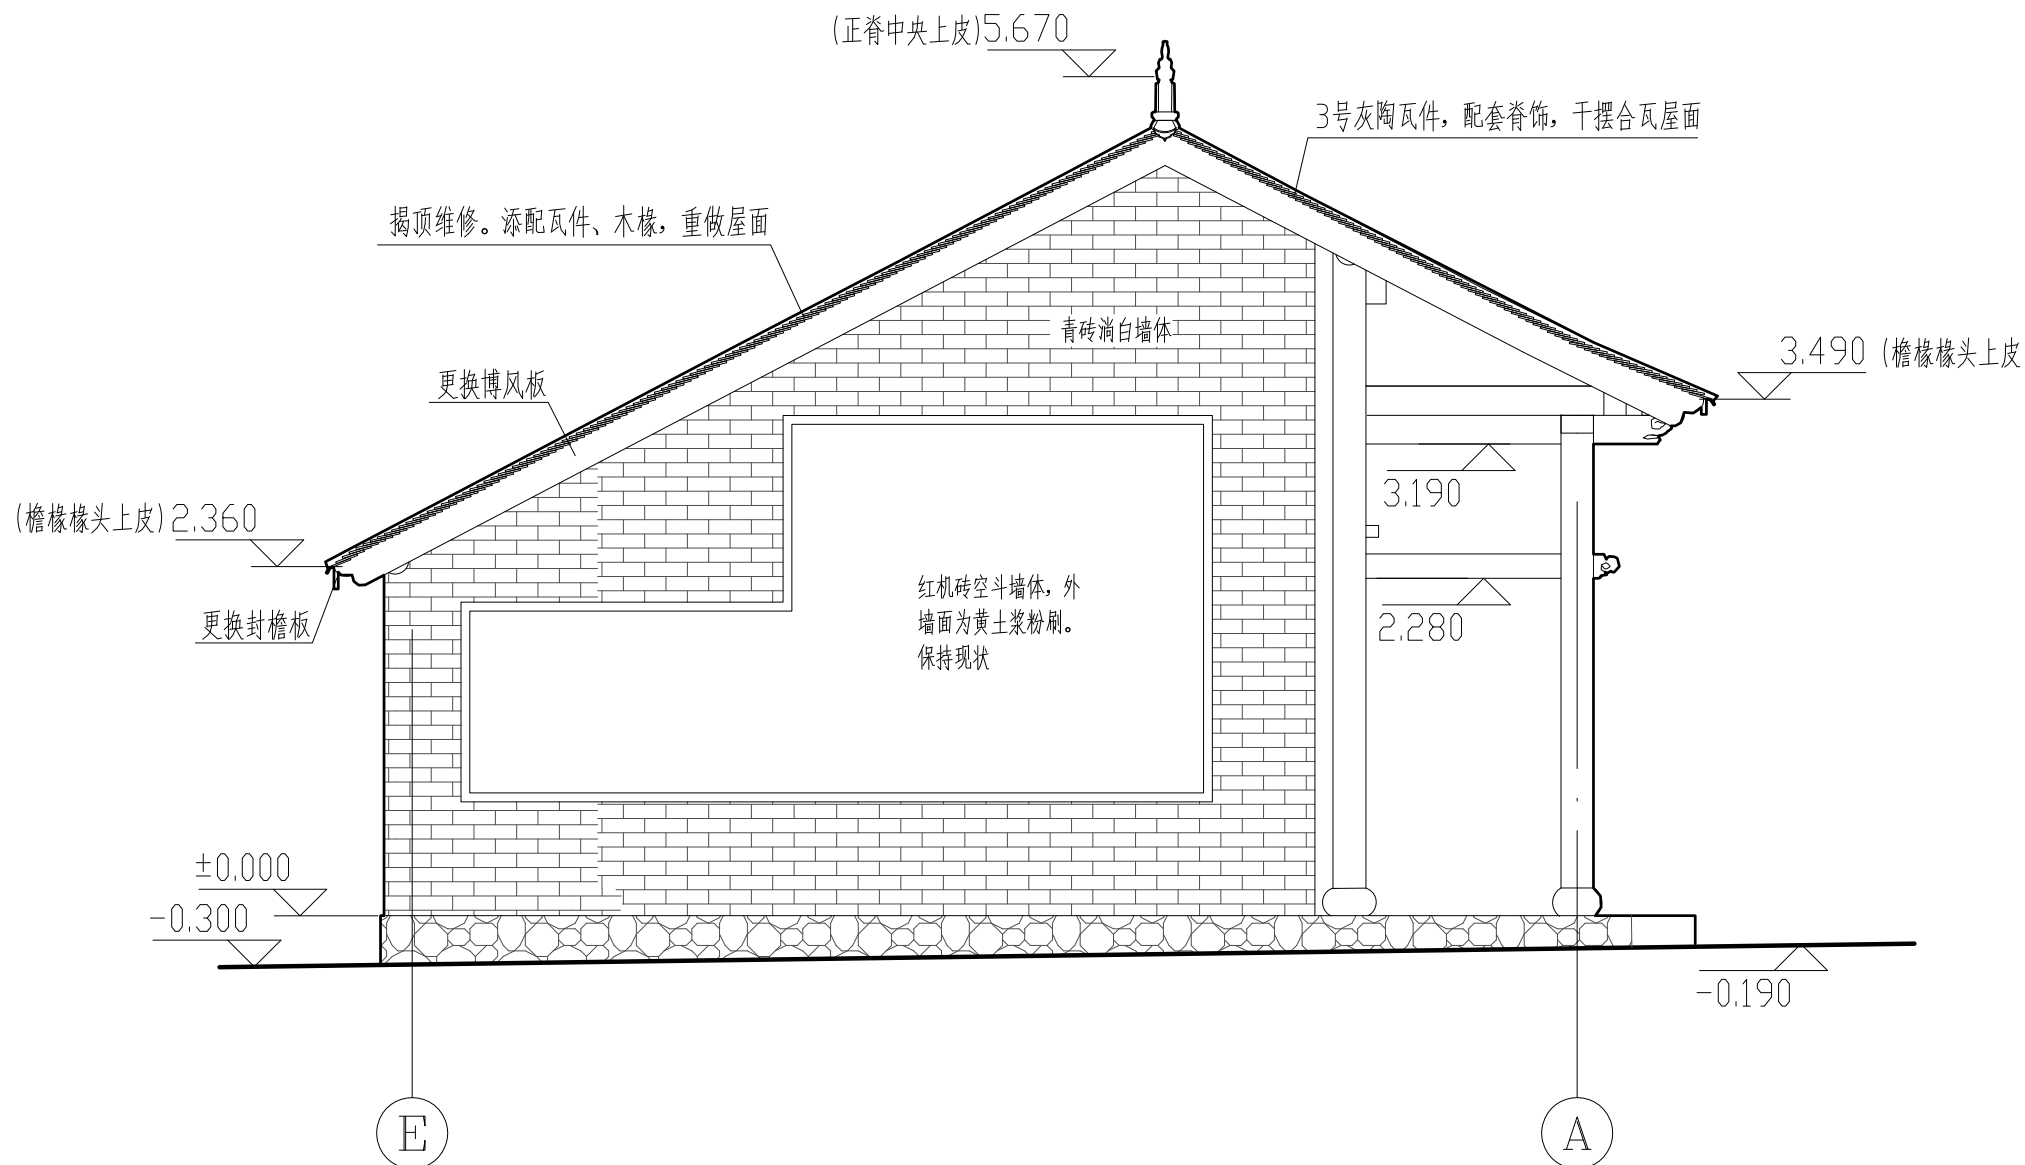 (正脊中央上皮)5.670
3号灰陶瓦件，配套脊饰，干摆合瓦屋面
揭顶维修。添配瓦件、木椽，重做屋面
青砖淌白墙体
3.490 (檐椽椽头上皮
更换博风板
3.190
(檐椽椽头上皮)2.360
红机砖空斗墙体，外
墙面为黄土浆粉刷。
保持现状
更换封檐板
2.280
±0.000
-0.300
-0.190
E
A